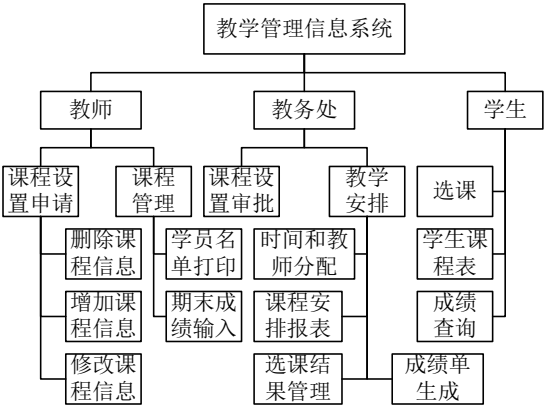 教学管理信息系统
教师
教务处
学生
课程设
置申请
课程
管理
课程设
置审批
教学
安排
选课
删除课
程信息
学员名
单打印
时间和教
师分配
学生课
程表
增加课
程信息
期末成
绩输入
课程安
排报表
成绩
查询
修改课
程信息
选课结
果管理
成绩单
生成